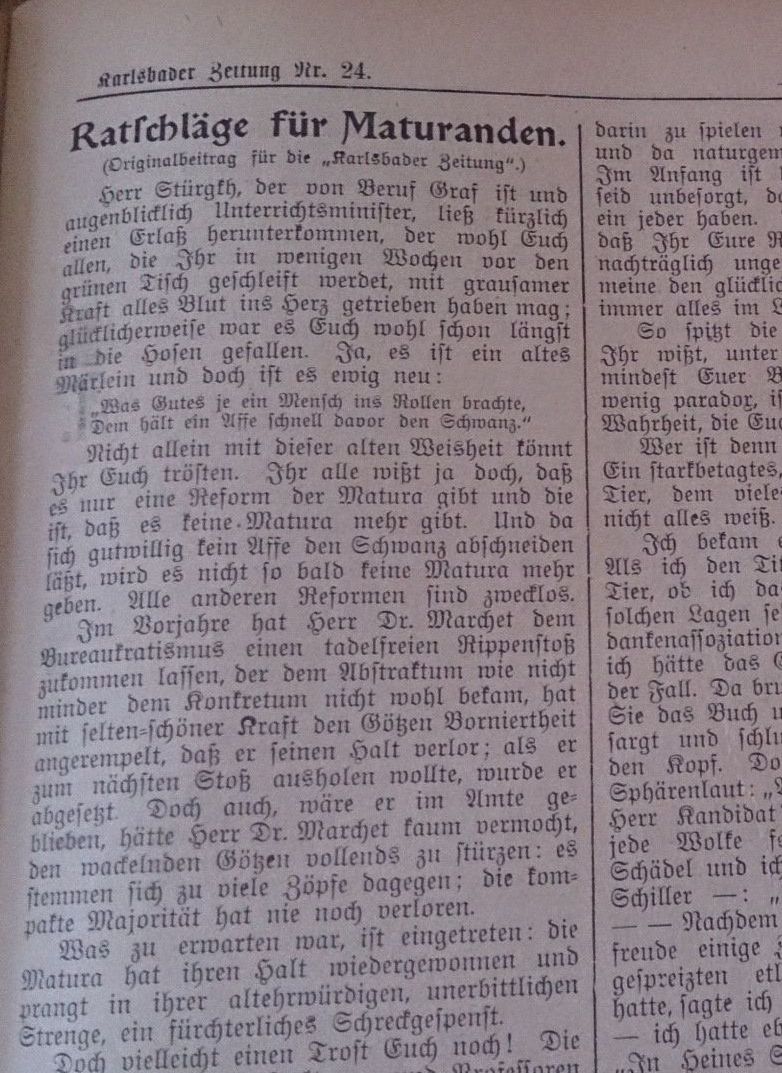 Karlsbader Zeitung Nr. 24.
Ratschläge für Maturanden.
(Originalbeitrag für die „Karlsbader Zeitung“.)
Herr Stürgkh, der von Beruf Graf ist und
augenblicklich Unterrichtsminister, ließ kürzlich
einen Erlaß herunterkommen, der wohl Euch
allen, die Ihr in wenigen Wochen vor den
grünen Tisch geschleift werdet, mit grausamer
Kraft alles Blut ins Herz getrieben haben mag;
glücklicherweise war es Euch wohl schon längst
in die Hosen gefallen. Ja, es ist ein altes
Märlein und doch ist es ewig neu:
„Was Gutes je ein Mensch ins Rollen brachte,
Dem hält ein Affe schnell davor den Schwanz.“
Nicht allein mit dieser alten Weisheit könnt
Ihr Euch trösten. Ihr alle wißt ja doch, daß
es nur eine Reform der Matura gibt und die
ist, daß es keine Matura mehr gibt. Und da
sich gutwillig kein Affe den Schwanz abschneiden
läßt, wird es nicht so bald keine Matura mehr
geben. Alle anderen Reformen sind zwecklos.
Im Vorjahre hat Herr Dr. Marchet dem
Bureaukratismus einen tadelfreien Rippenstoß
zukommen lassen, der dem Abstraktum wie nicht
minder dem Konkretum nicht wohl bekam, hat
mit selten-schöner Kraft den Götzen Borniertheit
angerempelt, daß er seinen Halt verlor; als er
zum nächsten Stoß ausholen wollte, wurde er
abgesetzt. Doch auch, wäre er im Amte ge-
blieben, hätte Herr Dr. Marchet kaum vermocht,
den wackelnden Götzen vollends zu stürzen: es
stemmen sich zu viele Zöpfe dagegen; die kom-
pakte Majorität hat nie noch verloren.
Was zu erwarten war, ist eingetreten: die
Matura hat ihren Halt wiedergewonnen und
prangt in ihrer altehrwürdigen, unerbittlichen
Strenge, ein fürchterliches Schreckgespenst.
Doch vielleicht einen Trost Euch noch! Die
Professoren
darin zu spielen
und da naturgem
Im Anfang ist
seid unbesorgt, d
ein jeder haben.
daß Ihr Eure R
nachträglich unge
meine den glücklic
immer alles im L
So spitzt die
Ihr wißt, unter
mindest Euer B
wenig paradox, is
Wahrheit, die Euc
Wer ist denn
Ein starkbetagtes,
Tier, dem viele
nicht alles weiß.
Ich bekam e
Als ich den Tit
Tier, ob ich da
solchen Lagen se
dankenassoziation
ich hätte das G
der Fall. Da bru
Sie das Buch u
sargt und schlu
den Kopf. Do
Sphärenlaut: „
Herr Kandidat
jede Wolke f
Schädel und ich
Schiller —: „
— — Nachdem
freude einige
gespreizten etl
hatte, sagte ich
— ich hatte eb
„In Heines S